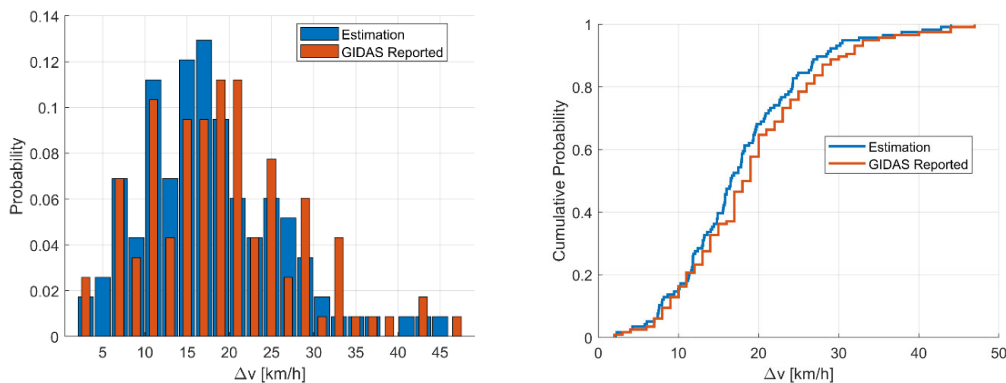 0.14
0.12
0.1
0.08
0.06
0.04
0.02
0
Probability
Estimation
GIDAS Reported
5 10 15 20 25 30 35 40 45
Δv [km/h]
1
0.8
0.6
0.4
0.2
0
Cumulative Probability
Estimation
GIDAS Reported
0 10 20 30 40 50
Δv [km/h]